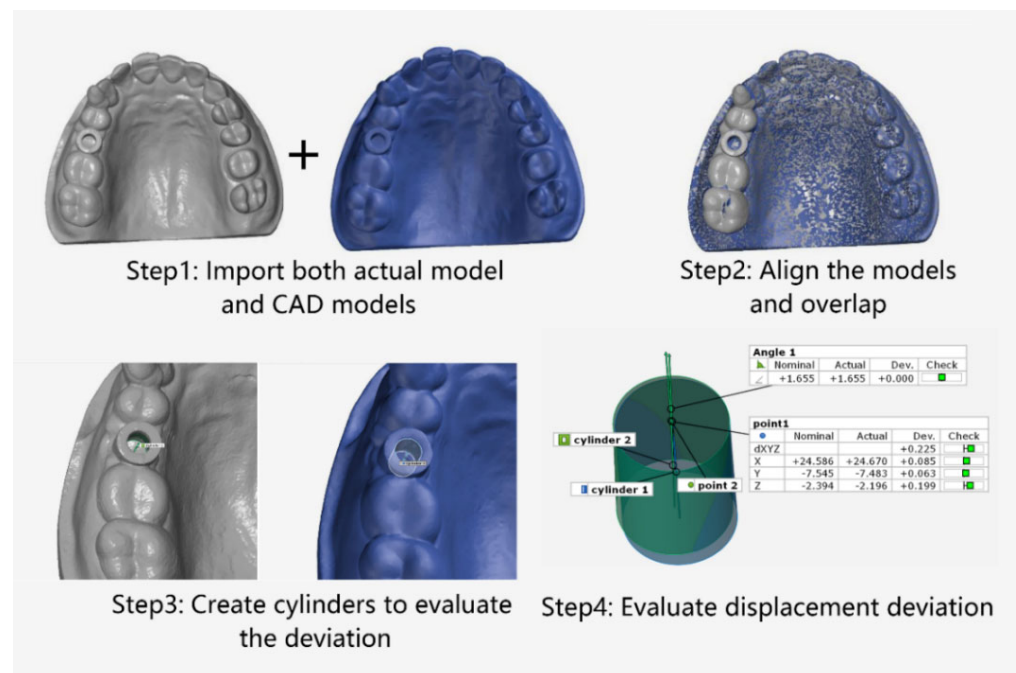 +
Step1: Import both actual model
and CAD models
Step2: Align the models
and overlap
Step3: Create cylinders to evaluate
the deviation
Angle 1
Nominal Actual Dev. Check
+1.655 +1.655 +0.000
cylinder 2
cylinder 1
point 2
point1
Nominal Actual Dev. Check
dXYZ +0.225
X +24.586 +24.670 +0.085
Y -7.545 -7.483 +0.063
Z -2.394 -2.196 +0.199
Step4: Evaluate displacement deviation